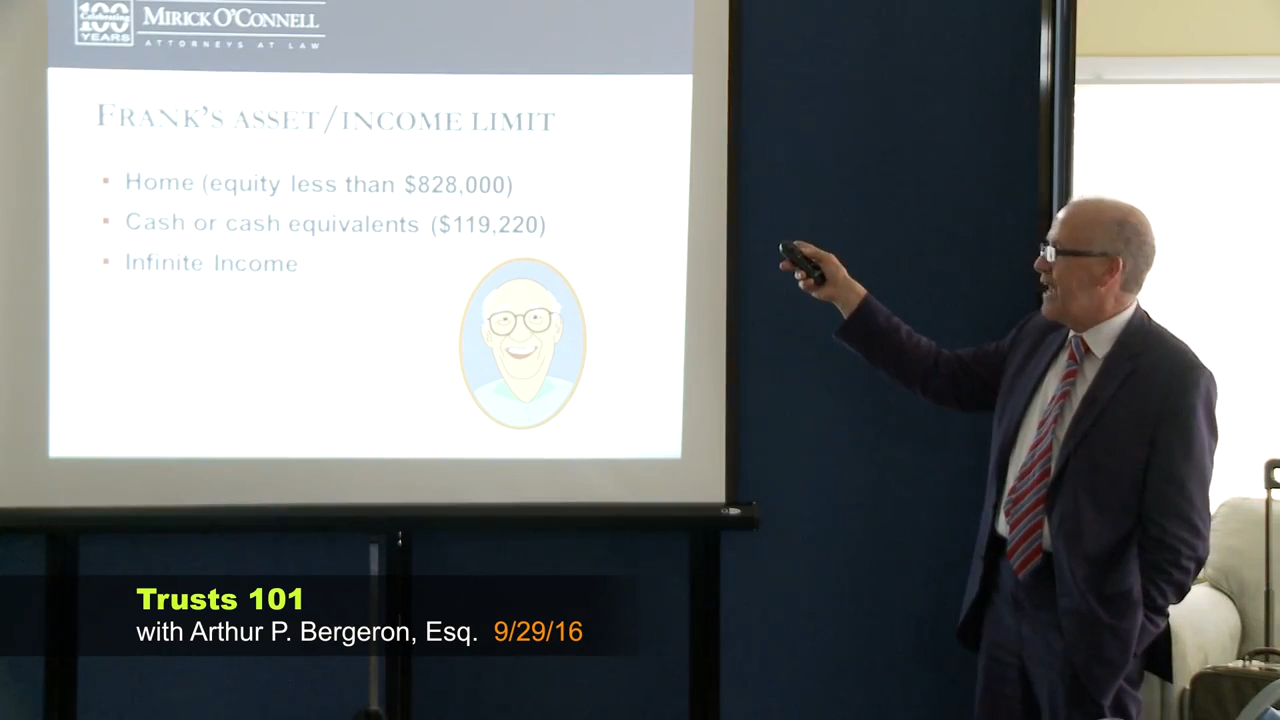 100
Celebrating
YEARS
MIRICK O'CONNELL
ATTORNEYS AT LAW
FRANK'S ASSET/INCOME LIMIT
▪ Home (equity less than $828,000)
▪ Cash or cash equivalents ($119,220)
▪ Infinite Income
Trusts 101
with Arthur P. Bergeron, Esq. 9/29/16